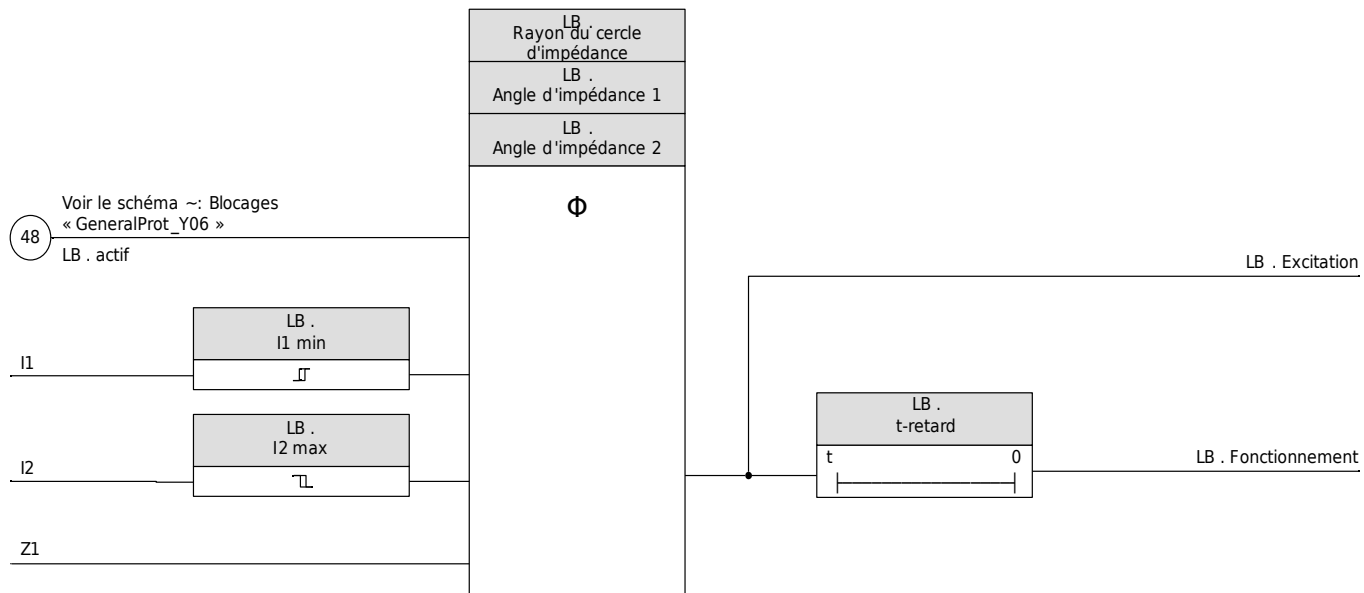 LB .
Rayon du cercle
d'impédance
LB .
Angle d'impédance 1
LB .
Angle d'impédance 2
Φ
Voir le schéma ~: Blocages
« GeneralProt_Y06 »
48
LB . actif
LB . Excitation
LB .
I1 min
I1
LB .
I2 max
I2
LB .
t-retard
t 0
LB . Fonctionnement
Z1